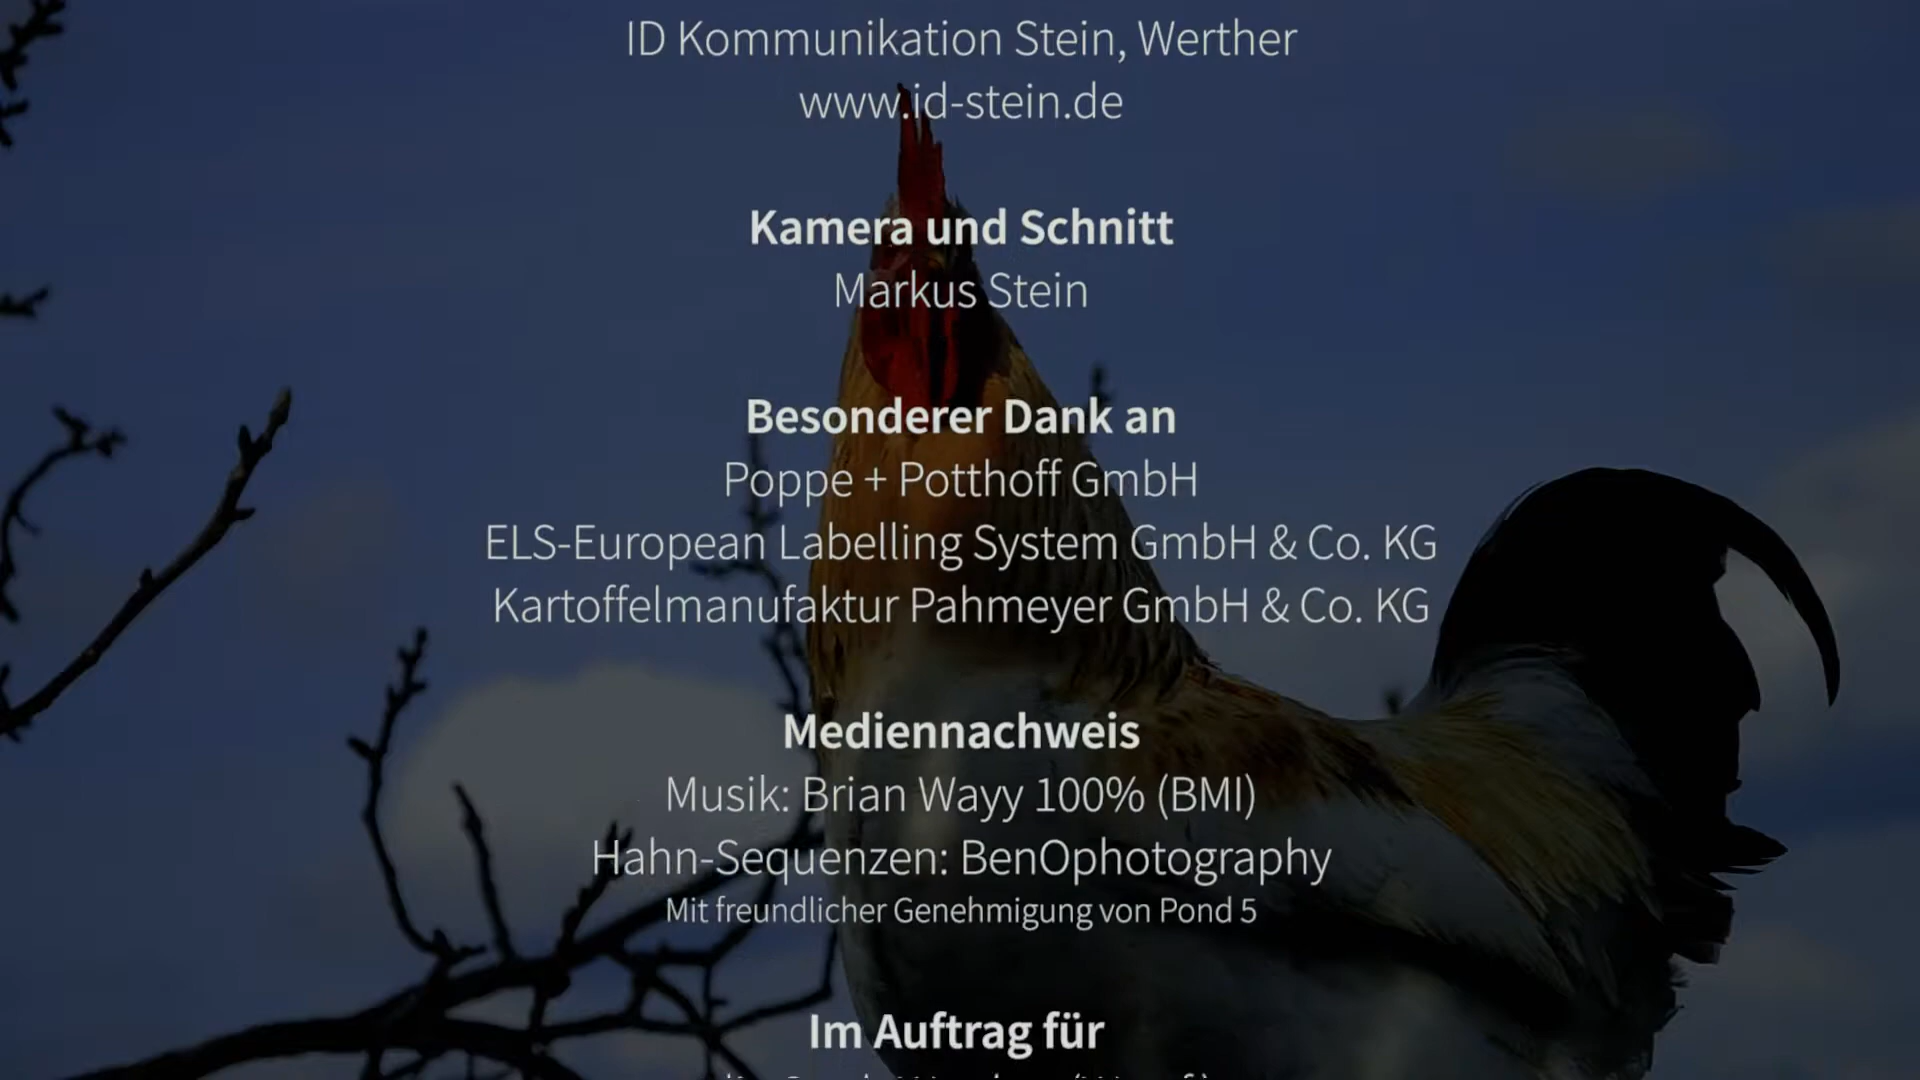 ID Kommunikation Stein, Werther
www.id-stein.de
Kamera und Schnitt
Markus Stein
Besonderer Dank an
Poppe + Potthoff GmbH
ELS-European Labelling System GmbH & Co. KG
Kartoffelmanufaktur Pahmeyer GmbH & Co. KG
Mediennachweis
Musik: Brian Wayy 100% (BMI)
Hahn-Sequenzen: BenOphotography
Mit freundlicher Genehmigung von Pond 5
Im Auftrag für